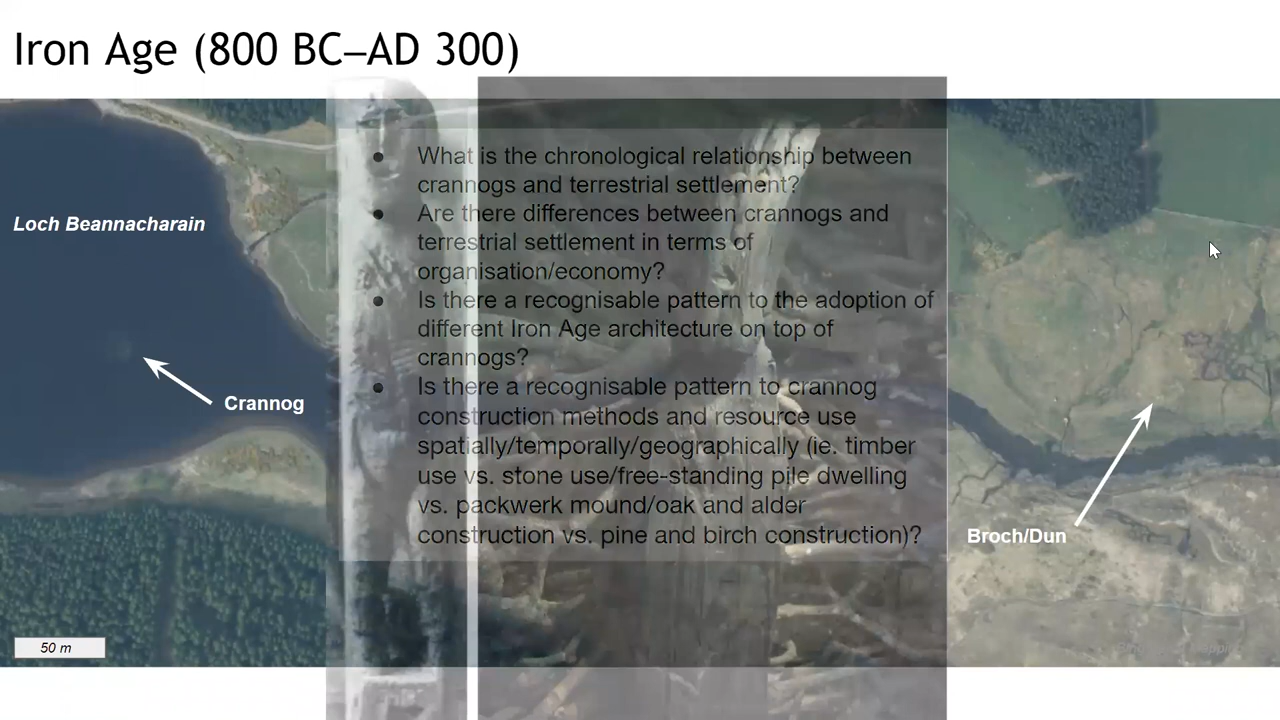 Iron Age (800 BC–AD 300)
Loch Beannacharain
Crannog
50 m
• What is the chronological relationship between
crannogs and terrestrial settlement?
• Are there differences between crannogs and
terrestrial settlement in terms of
organisation/economy?
• Is there a recognisable pattern to the adoption of
different Iron Age architecture on top of
crannogs?
• Is there a recognisable pattern to crannog
construction methods and resource use
spatially/temporally/geographically (ie. timber
use vs. stone use/free-standing pile dwelling
vs. packwerk mound/oak and alder
construction vs. pine and birch construction)?
Broch/Dun